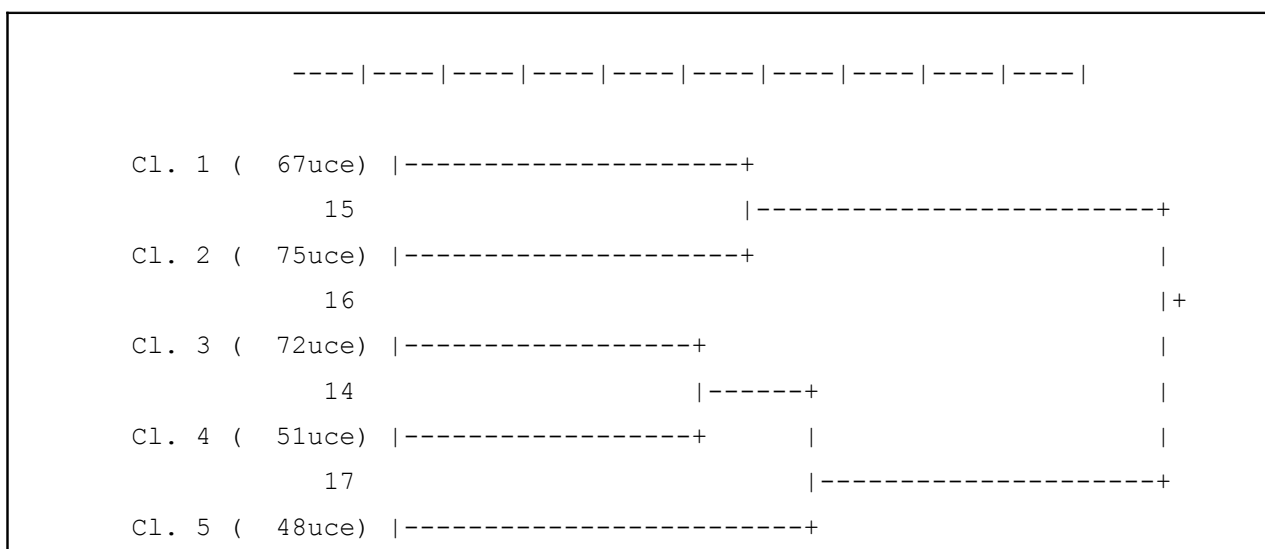 ----|----|----|----|----|----|----|----|----|----|
Cl. 1 (  67uce) |---------------------+
15                        |-------------------------+
Cl. 2 (  75uce) |---------------------+                         |
16                                                  |+
Cl. 3 (  72uce) |------------------+                            |
14                     |------+                     |
Cl. 4 (  51uce) |------------------+      |                     |
17                            |---------------------+
Cl. 5 (  48uce) |-------------------------+